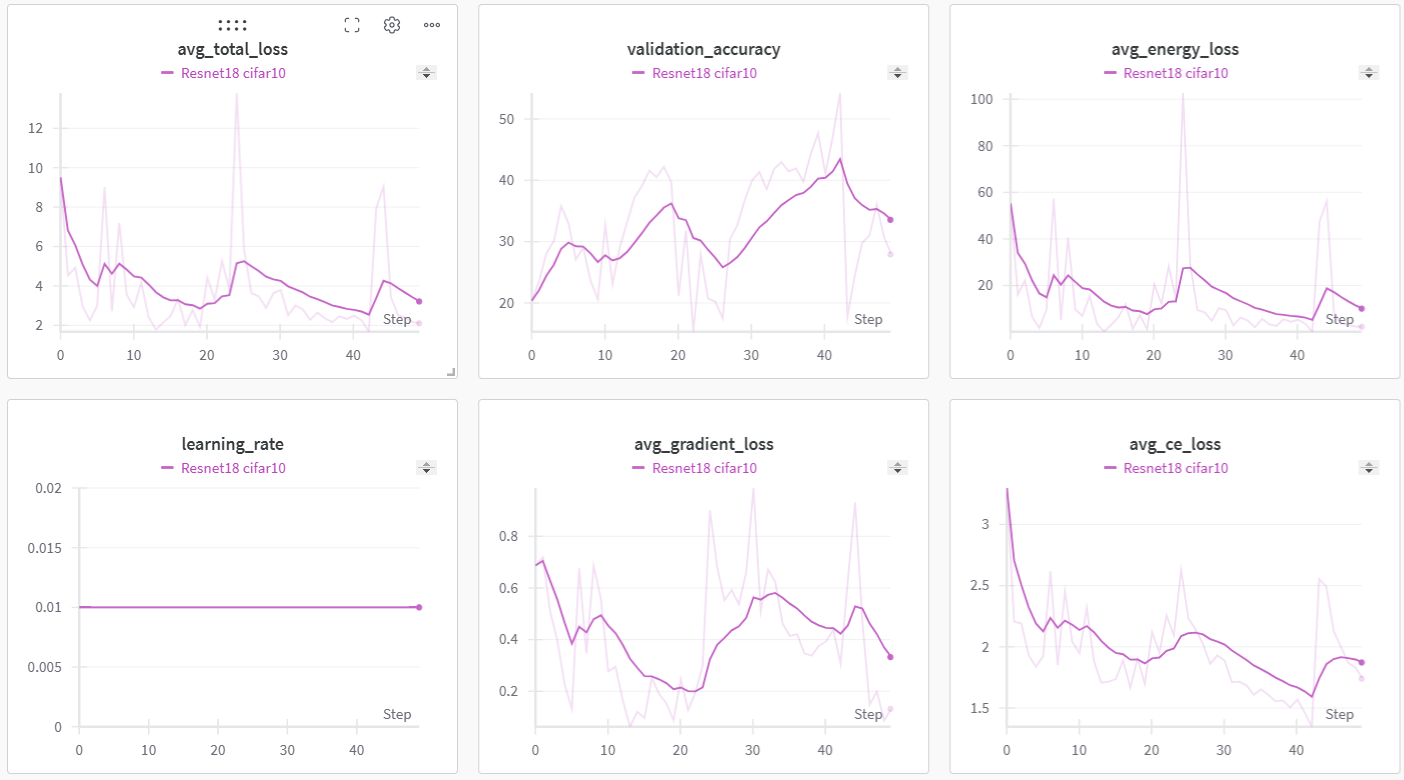 avg_total_loss
Resnet18 cifar10
12
10
8
6
4
2
Step
0 10 20 30 40
validation_accuracy
Resnet18 cifar10
50
40
30
20
Step
0 10 20 30 40
avg_energy_loss
Resnet18 cifar10
100
80
60
40
20
Step
0 10 20 30 40
learning_rate
Resnet18 cifar10
0.02
0.015
0.01
0.005
0
Step
0 10 20 30 40
avg_gradient_loss
Resnet18 cifar10
0.8
0.6
0.4
0.2
Step
0 10 20 30 40
avg_ce_loss
Resnet18 cifar10
3
2.5
2
1.5
Step
0 10 20 30 40